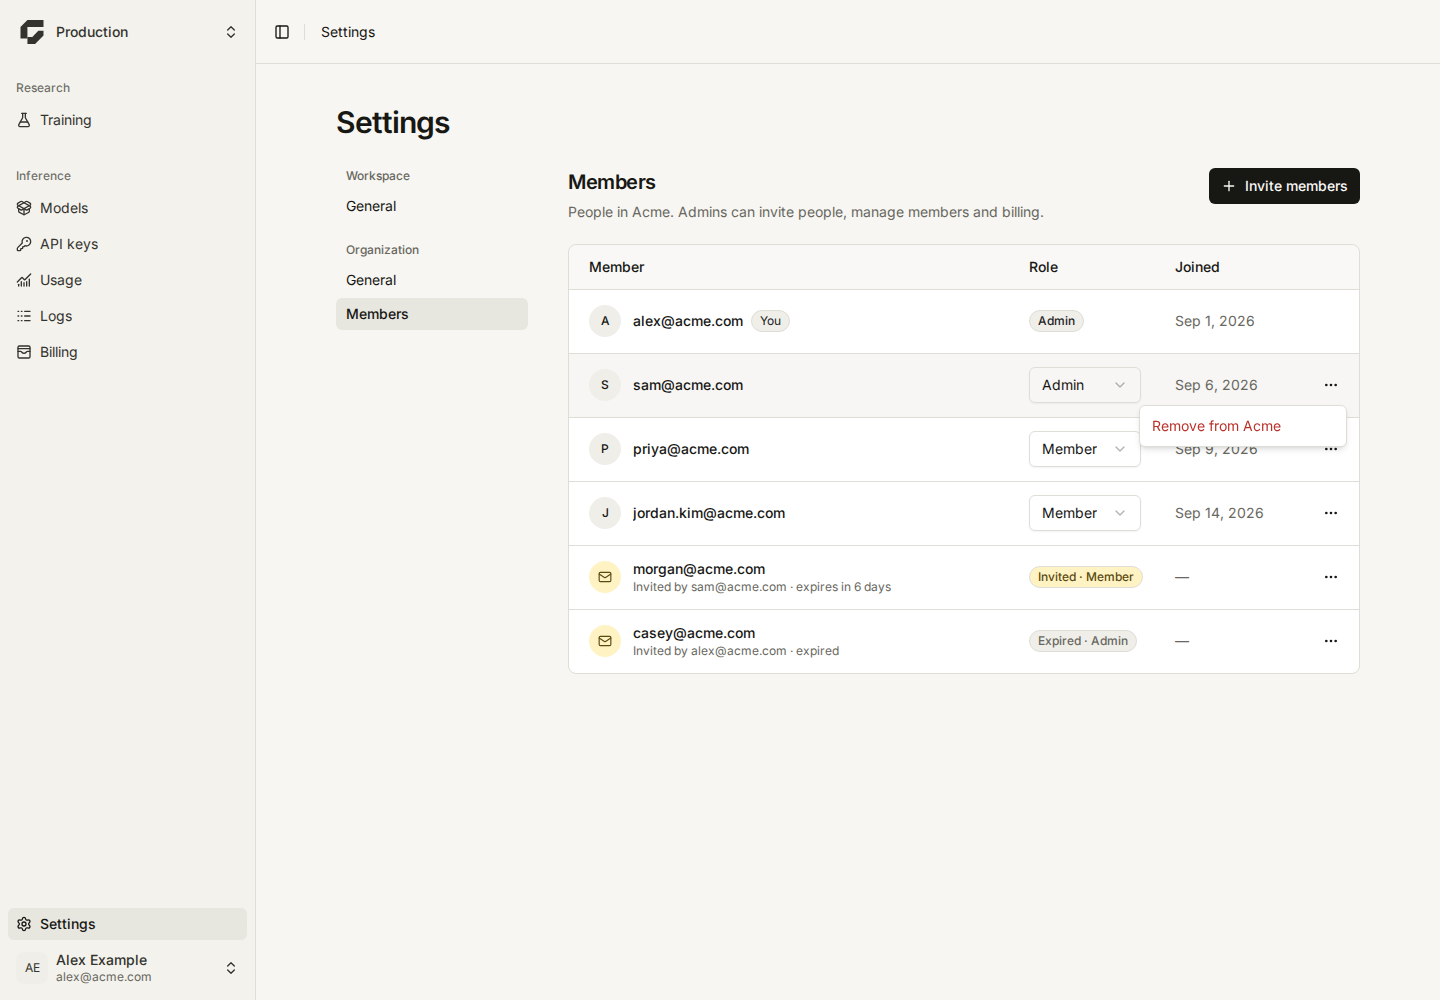 Production
Research
Training
Inference
Models
API keys
Usage
Logs
Billing
Settings
AE
Alex Example
alex@acme.com
Settings
Settings
Workspace
General
Organization
General
Members
Members
People in Acme. Admins can invite people, manage members and billing.
Invite members
Member Role Joined
A alex@acme.com You Admin Sep 1, 2026
S sam@acme.com Admin Sep 6, 2026
Remove from Acme
P priya@acme.com Member Sep 9, 2026
J jordan.kim@acme.com Member Sep 14, 2026
morgan@acme.com
Invited by sam@acme.com · expires in 6 days
Invited · Member —
casey@acme.com
Invited by alex@acme.com · expired
Expired · Admin —